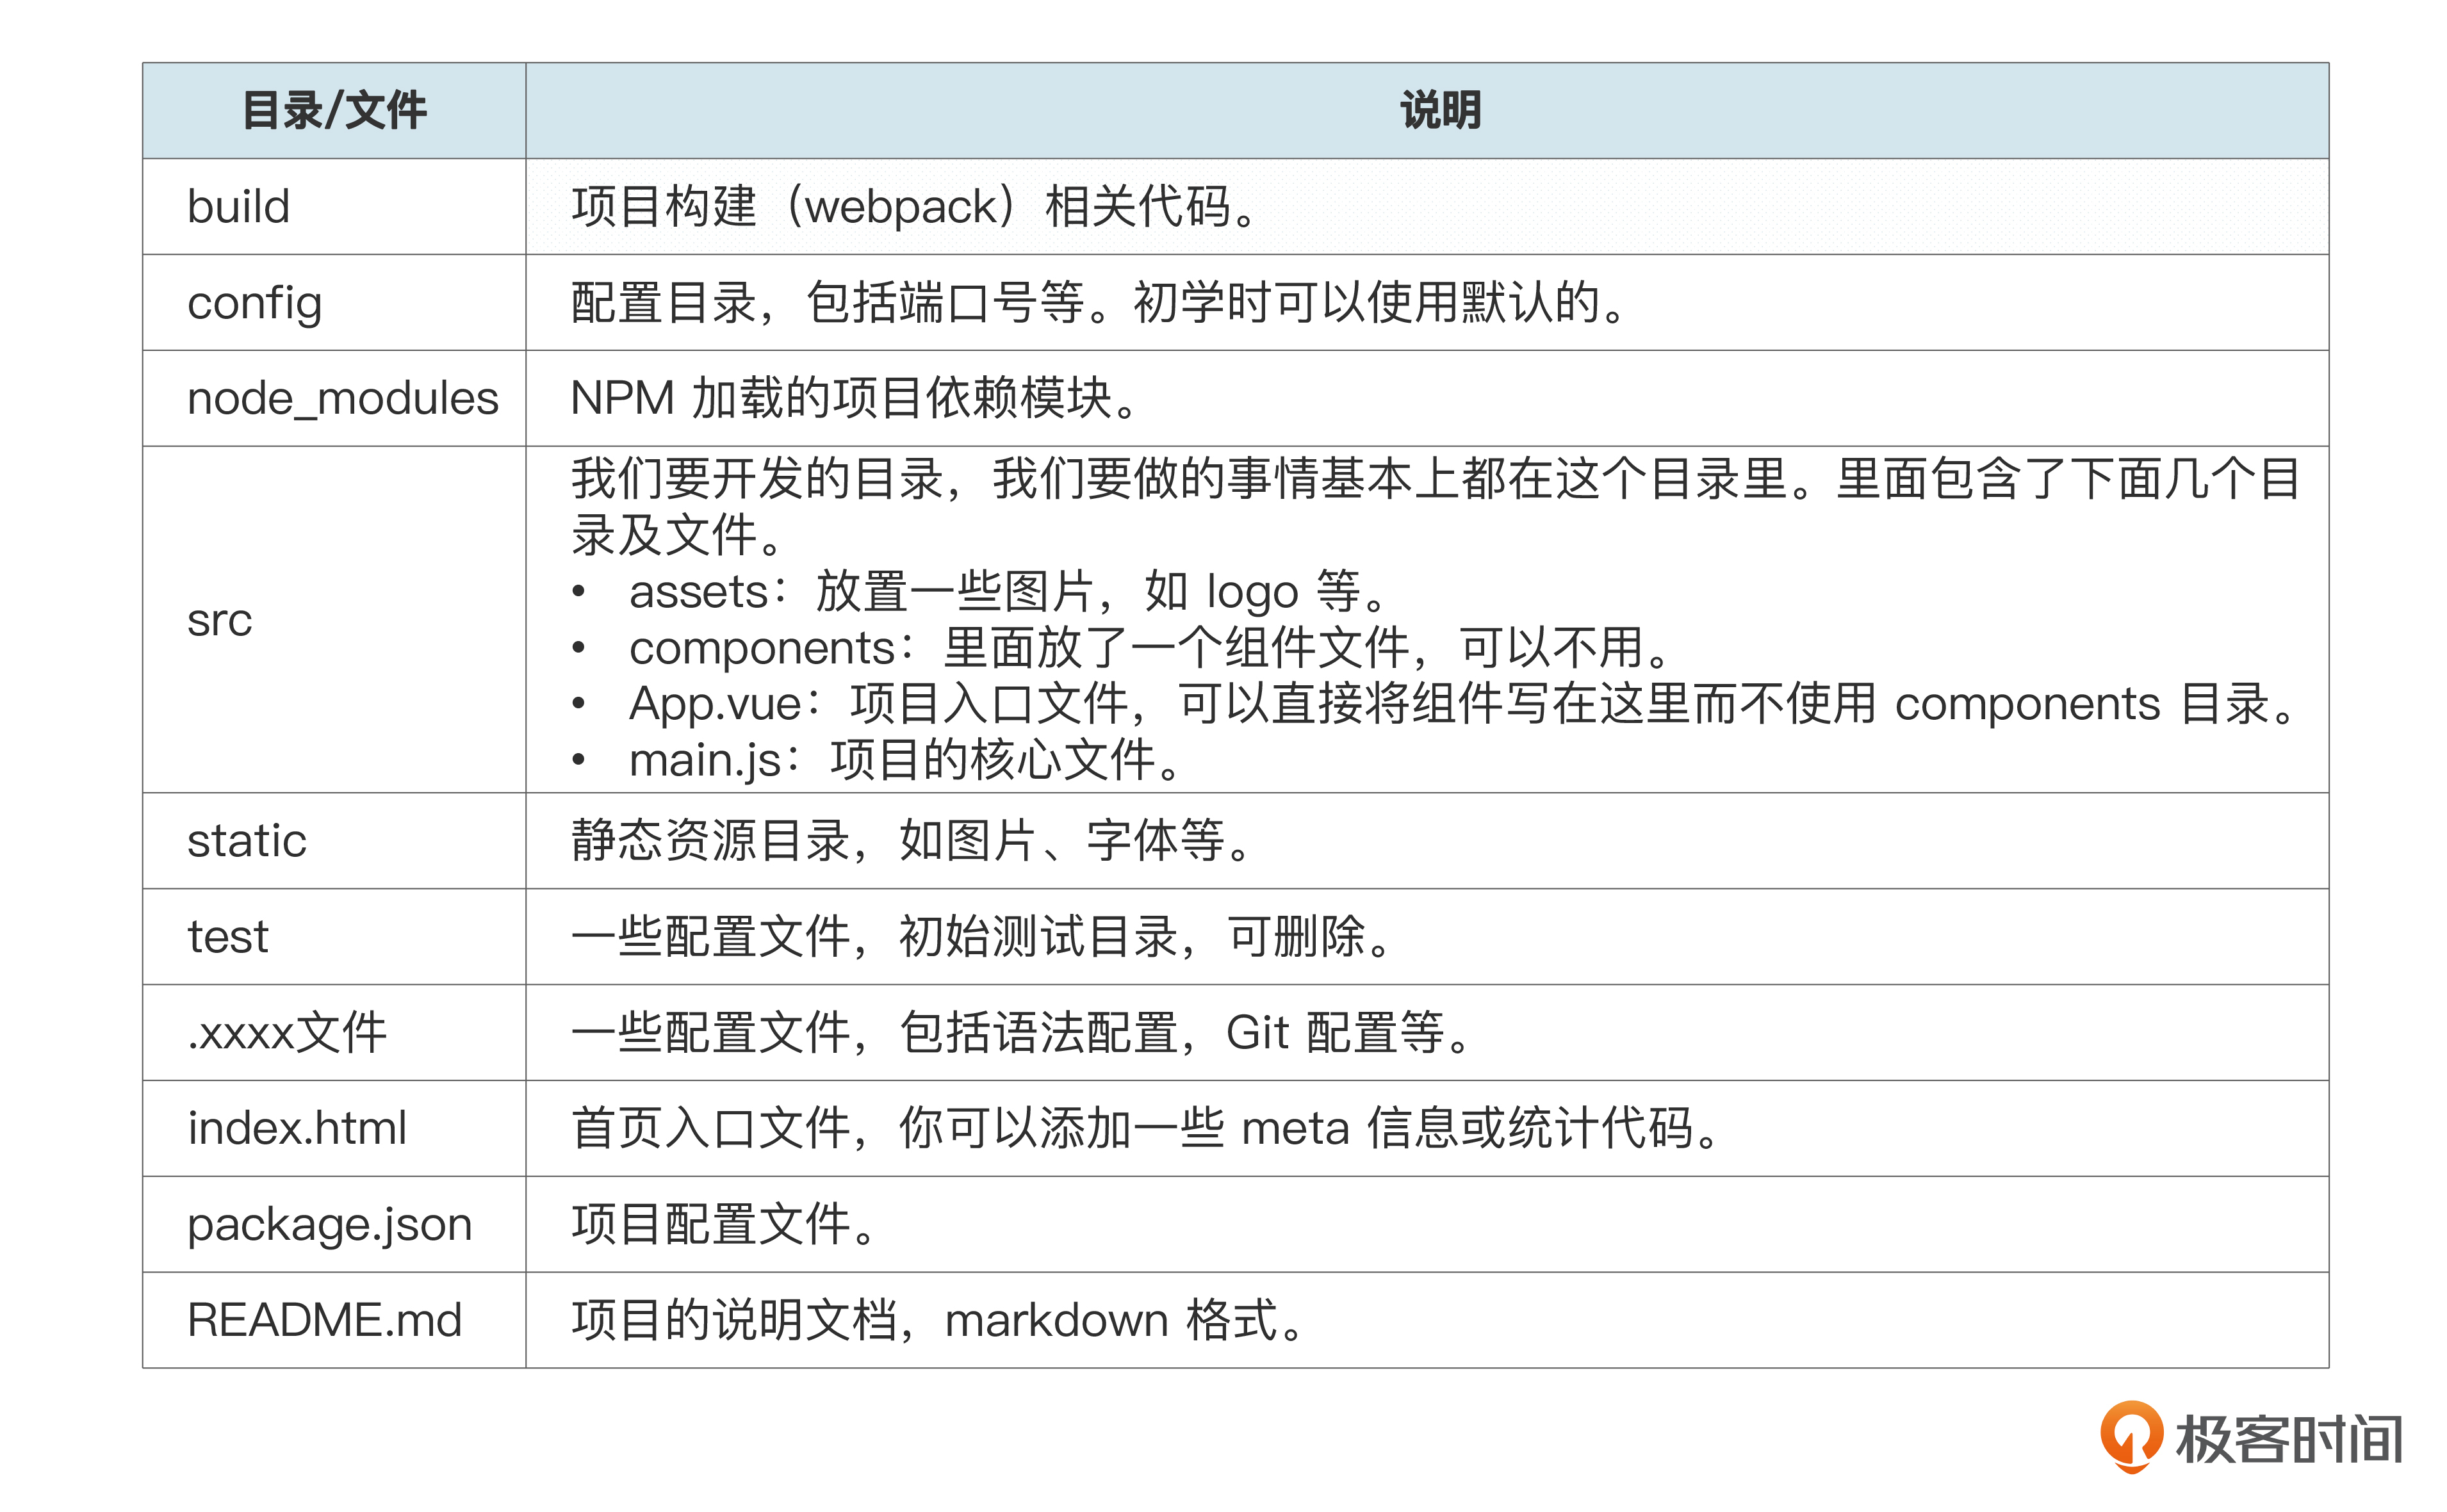 目录/文件
说明
build
项目构建（webpack）相关代码。
config
配置目录，包括端口号等。初学时可以使用默认的。
node_modules
NPM 加载的项目依赖模块。
src
我们要开发的目录，我们要做的事情基本上都在这个目录里。里面包含了下面几个目
录及文件。
• assets：放置一些图片，如 logo 等。
• components：里面放了一个组件文件，可以不用。
• App.vue：项目入口文件，可以直接将组件写在这里而不使用 components 目录。
• main.js：项目的核心文件。
static
静态资源目录，如图片、字体等。
test
一些配置文件，初始测试目录，可删除。
.xxxx文件
一些配置文件，包括语法配置，Git 配置等。
index.html
首页入口文件，你可以添加一些 meta 信息或统计代码。
package.json
项目配置文件。
README.md
项目的说明文档，markdown 格式。
极客时间